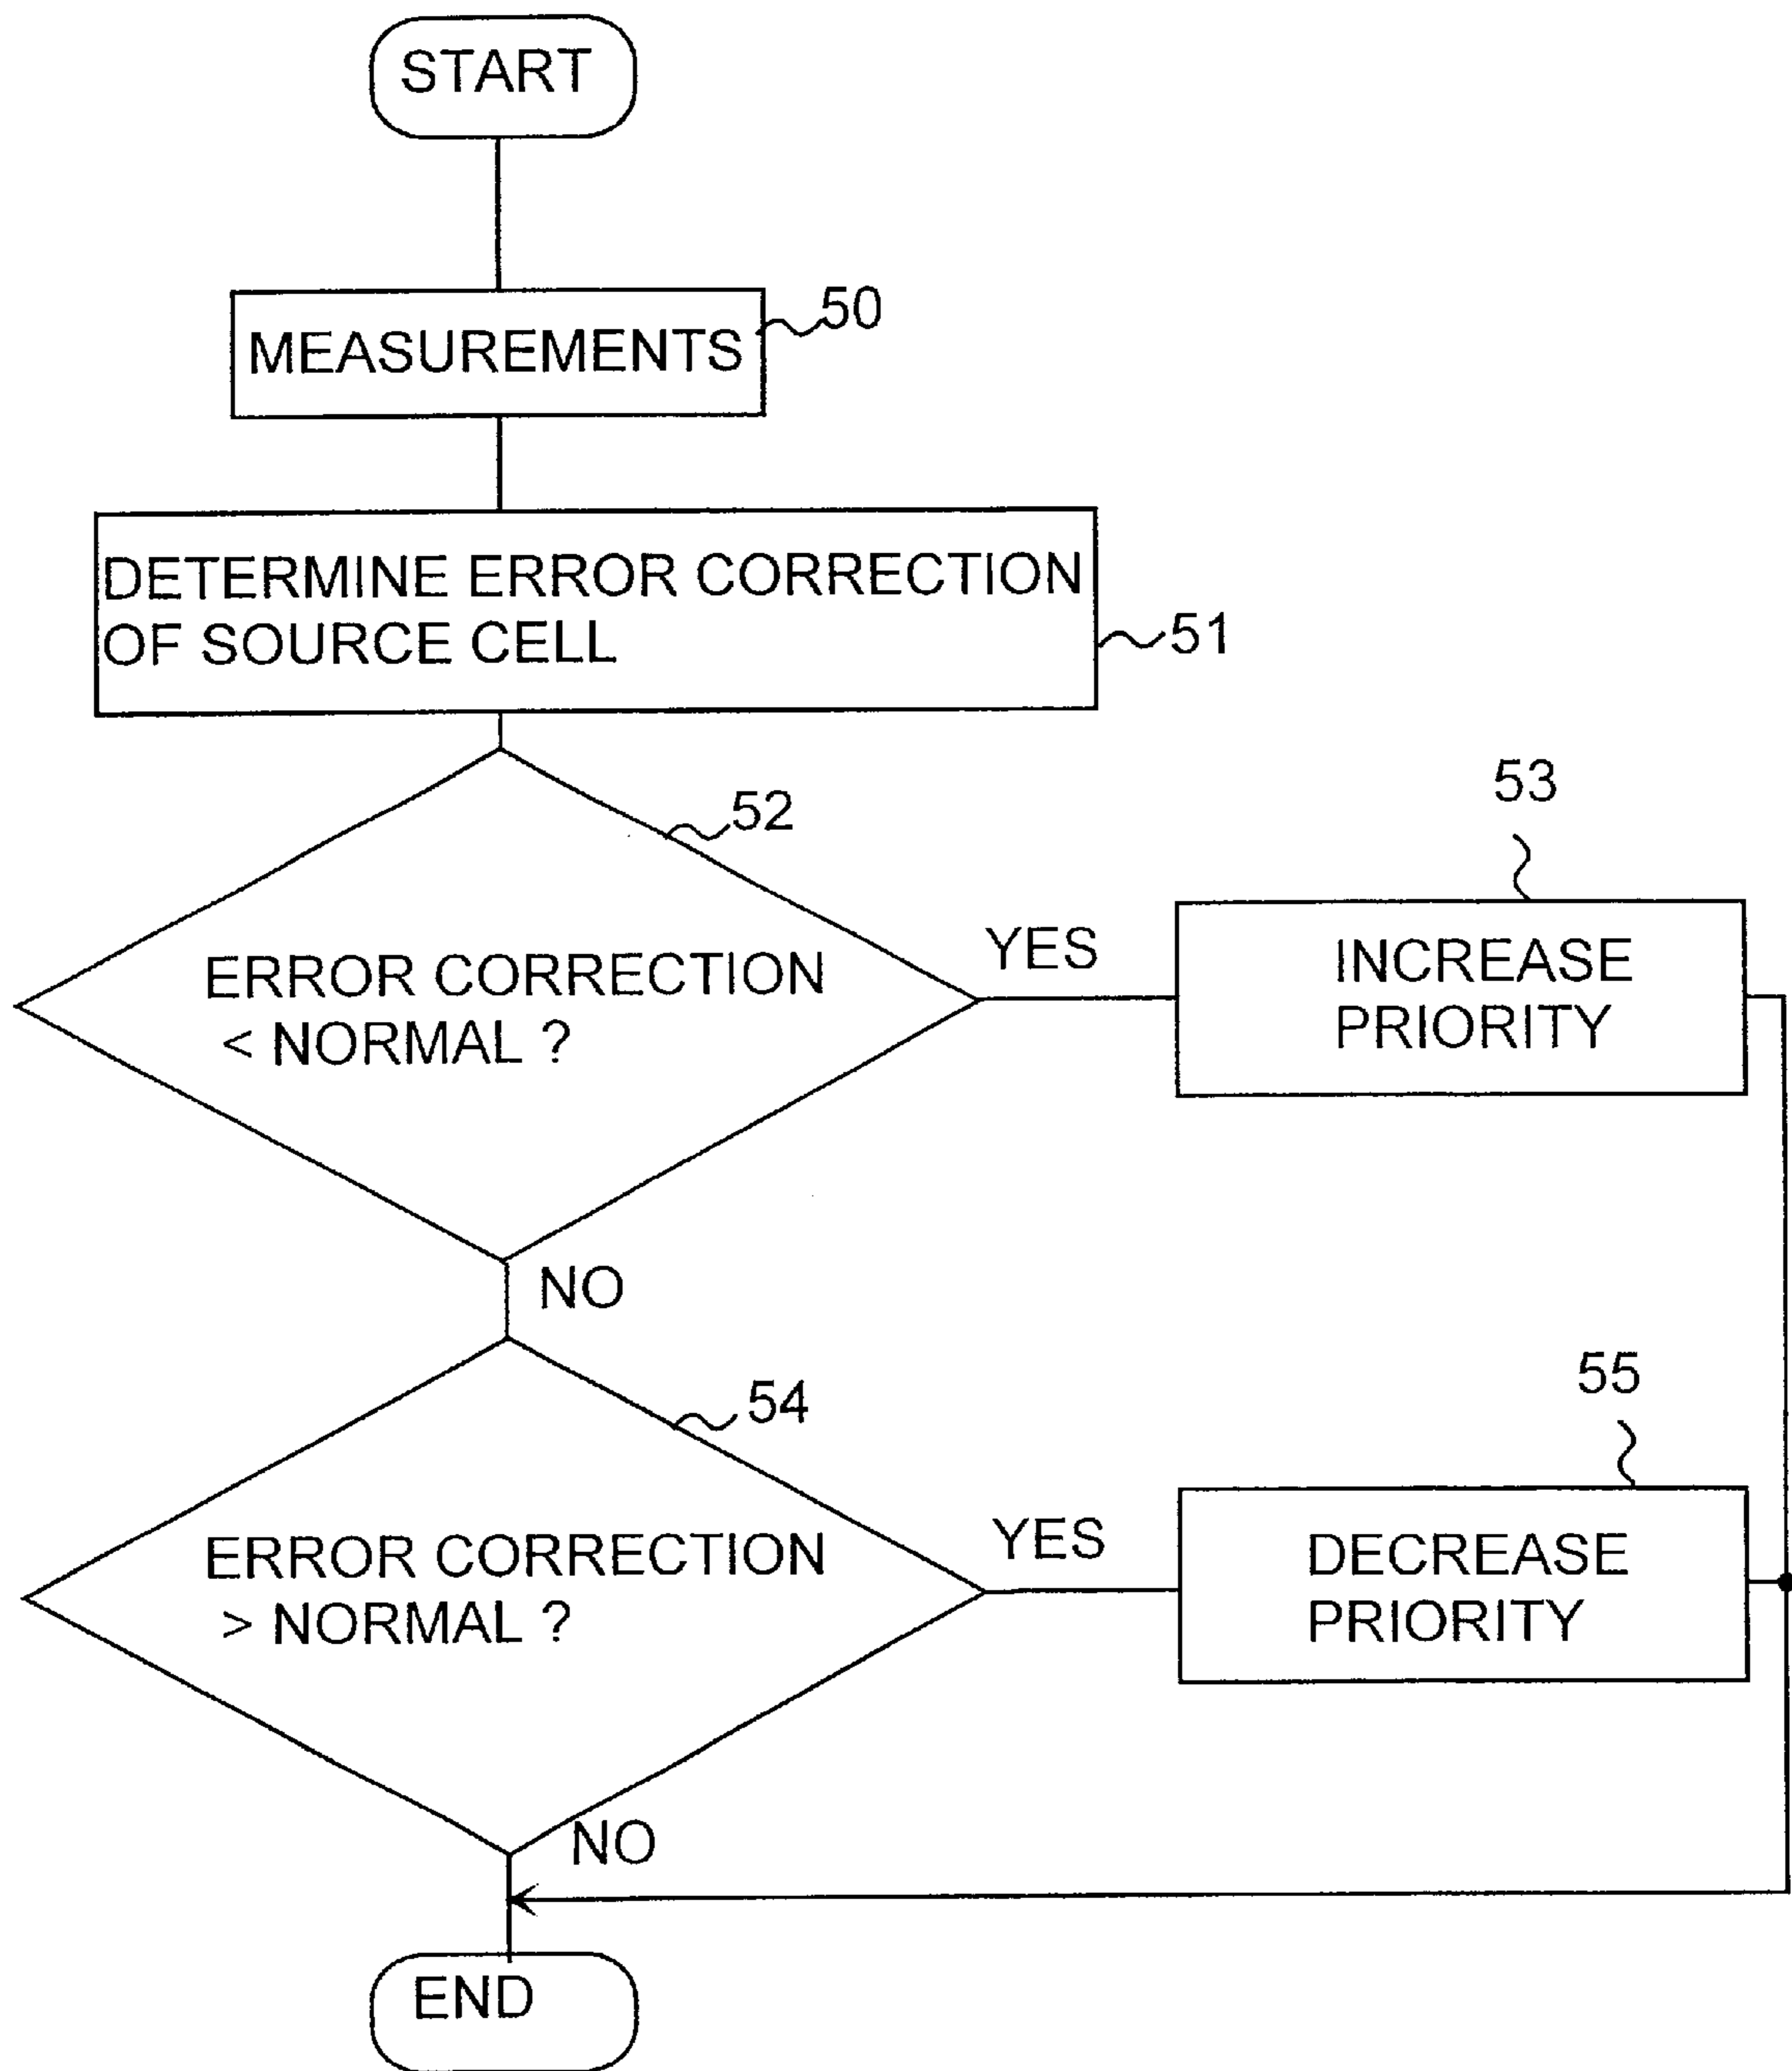 START
MEASUREMENTS
50
DETERMINE ERROR CORRECTION
OF SOURCE CELL
51
52
ERROR CORRECTION
< NORMAL ?
YES
53
INCREASE
PRIORITY
NO
54
ERROR CORRECTION
> NORMAL ?
YES
55
DECREASE
PRIORITY
NO
END